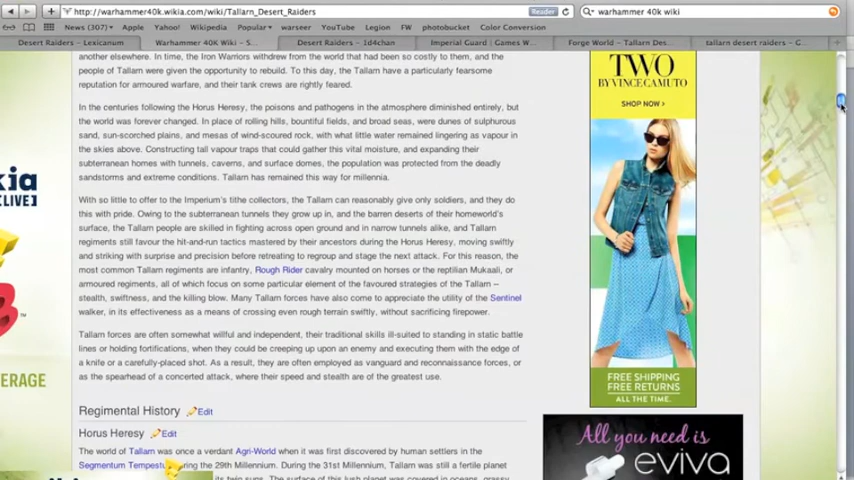 http://warhammer40k.wikia.com/wiki/Tallarn_Desert_Raiders
Reader
warhammer 40k wiki
News (307)
Apple
Yahoo!
Wikipedia
Popular
warseer
YouTube
Legion
FW
Photobucket
Color Conversion
Desert Raiders – Lexicanum
Warhammer 40K Wiki – S...
Desert Raiders – 1d4chan
Imperial Guard | Games W...
Forge World – Tallarn Des...
tallarn desert raiders – G...
another elsewhere. In time, the Iron Warriors withdrew from the world that had been so costly to them, and the
people of Tallarn were given the opportunity to rebuild. To this day, the Tallarn have a particularly fearsome
reputation for armoured warfare, and their tank crews are rightly feared.
In the centuries following the Horus Heresy, the poisons and pathogens in the atmosphere diminished entirely, but
the world was forever changed. In place of rolling hills, bountiful fields, and broad seas, were dunes of sulphurous
sand, sun-scorched plains, and mesas of wind-scoured rock, with what little water remained lingering as vapour in
the skies above. Constructing tall vapour traps that could gather this vital moisture, and expanding their
subterranean homes with tunnels, caverns, and surface domes, the population was protected from the deadly
sandstorms and extreme conditions. Tallarn has remained this way for millennia.
With so little to offer to the Imperium's tithe collectors, the Tallarn can reasonably give only soldiers, and they do
this with pride. Owing to the subterranean tunnels they grow up in, and the barren deserts of their homeworld's
surface, the Tallarn people are skilled in fighting across open ground and in narrow tunnels alike, and Tallarn
regiments still favour the hit-and-run tactics mastered by their ancestors during the Horus Heresy, moving swiftly
and striking with surprise and precision before retreating to regroup and stage the next attack. For this reason, the
most common Tallarn regiments are infantry, Rough Rider cavalry mounted on horses or the reptilian Mukaali, or
armoured regiments, all of which focus on some particular element of the favoured strategies of the Tallarn –
stealth, swiftness, and the killing blow. Many Tallarn forces have also come to appreciate the utility of the Sentinel
walker, in its effectiveness as a means of crossing even rough terrain swiftly, without sacrificing firepower.
Tallarn forces are often somewhat willful and independent, their traditional skills ill-suited to standing in static battle
lines or holding fortifications, when they could be creeping up upon an enemy and executing them with the edge of
a knife or a carefully-placed shot. As a result, they are often employed as vanguard and reconnaissance forces, or
as the spearhead of a concerted attack, where their speed and stealth are of the greatest use.
Regimental History Edit
Horus Heresy Edit
The world of Tallarn was once a verdant Agri-World when it was first discovered by human settlers in the
Segmentum Tempestus during the 29th Millennium. During the 31st Millennium, Tallarn was still a fertile planet
its twin suns. The surface of this lush planet was covered in oceans, grassy
kia
LIVE]
3
ERAGE
TWO
BY VINCE CAMUTO
SHOP NOW >
FREE SHIPPING
FREE RETURNS
ALL THE TIME.
All you need is
eviva